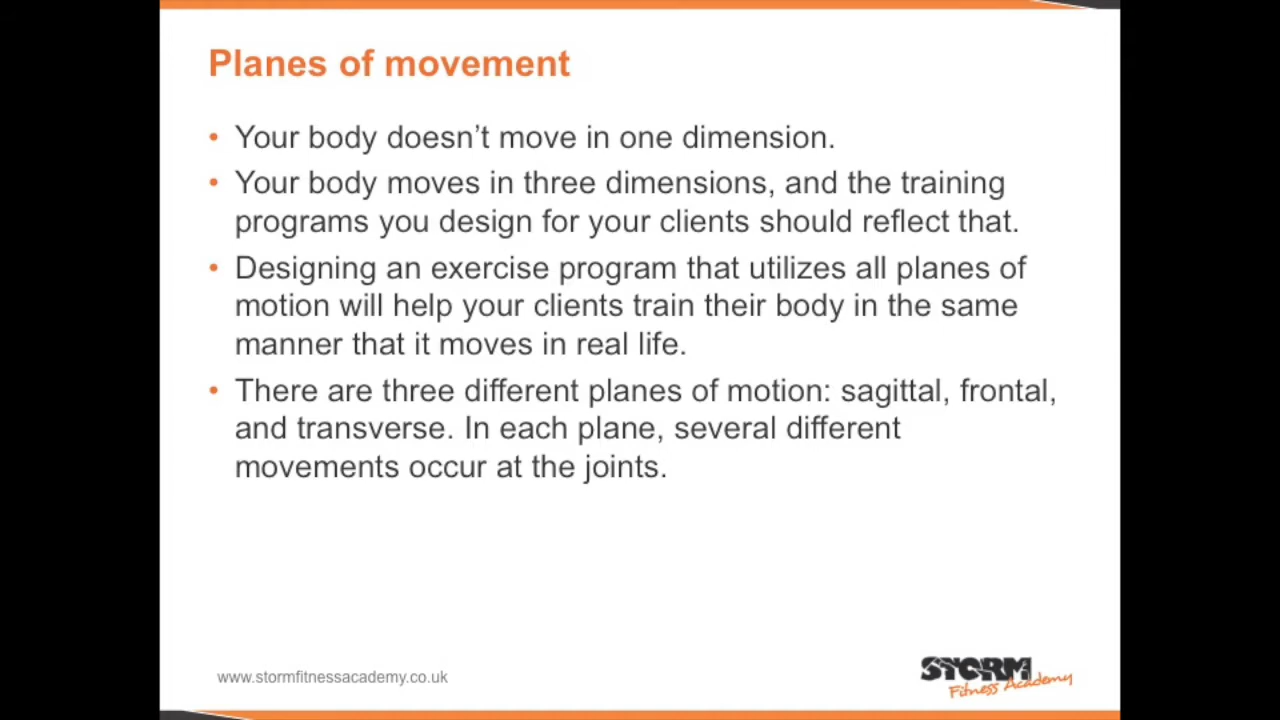 Planes of movement
• Your body doesn’t move in one dimension.
• Your body moves in three dimensions, and the training
programs you design for your clients should reflect that.
• Designing an exercise program that utilizes all planes of
motion will help your clients train their body in the same
manner that it moves in real life.
• There are three different planes of motion: sagittal, frontal,
and transverse. In each plane, several different
movements occur at the joints.
www.stormfitnessacademy.co.uk
STORM
Fitness Academy